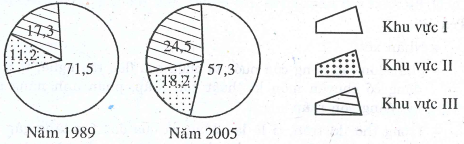 17,3
11,2
71,5
Năm 1989
24,5
18,2
57,3
Năm 2005
Khu vực I
Khu vực II
Khu vực III